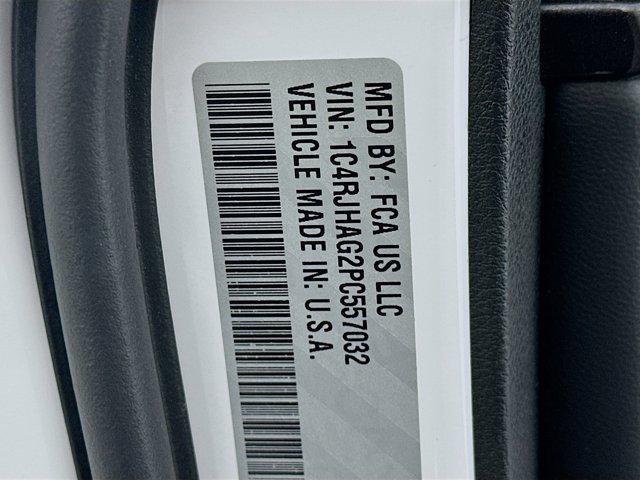 MFD BY: FCA US LLC
VIN: 1C4RJHAG2PC557032
VEHICLE MADE IN: U.S.A.